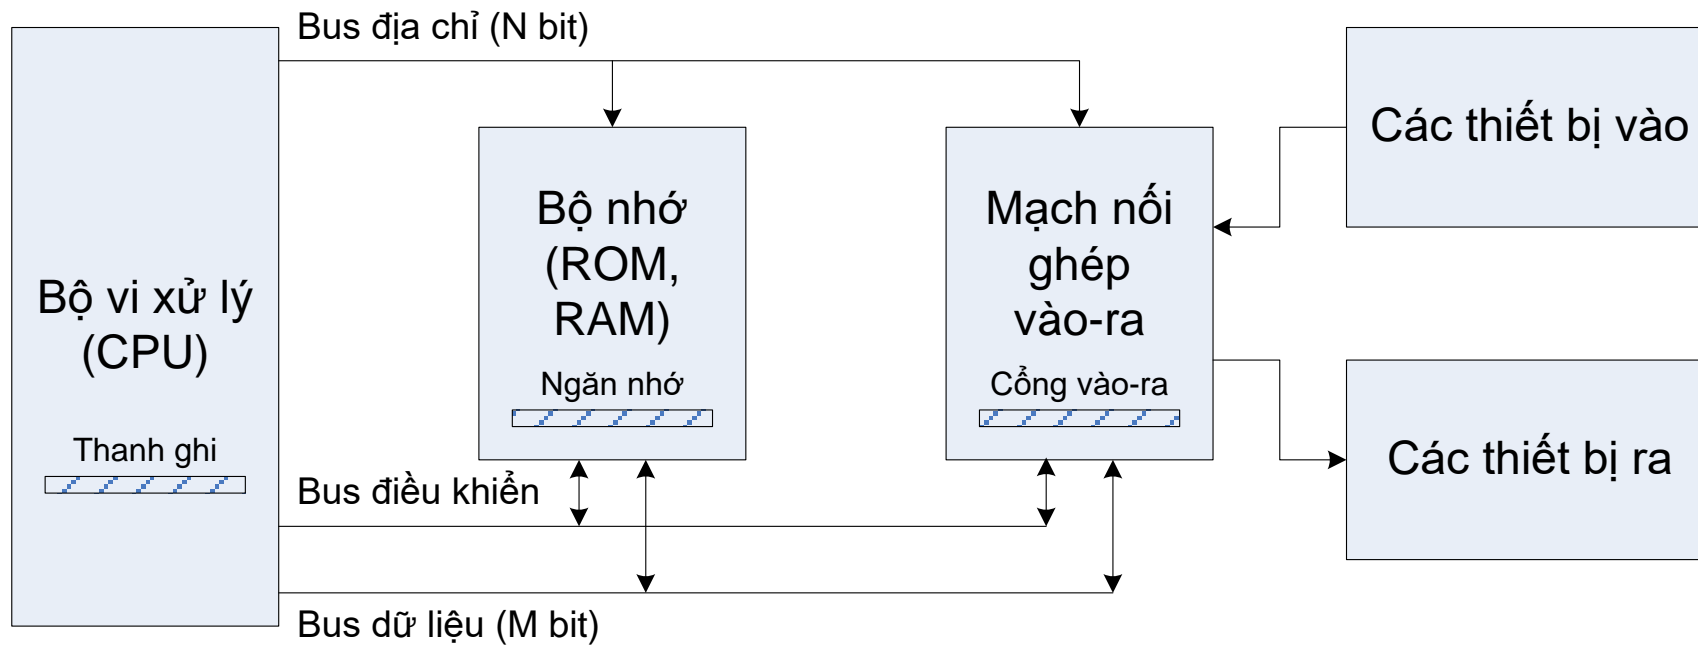 Bus địa chỉ (N bit)
Bộ vi xử lý
(CPU)
Thanh ghi
Bộ nhớ
(ROM,
RAM)
Ngăn nhớ
Mạch nối
ghép
vào-ra
Cổng vào-ra
Các thiết bị vào
Các thiết bị ra
Bus điều khiển
Bus dữ liệu (M bit)